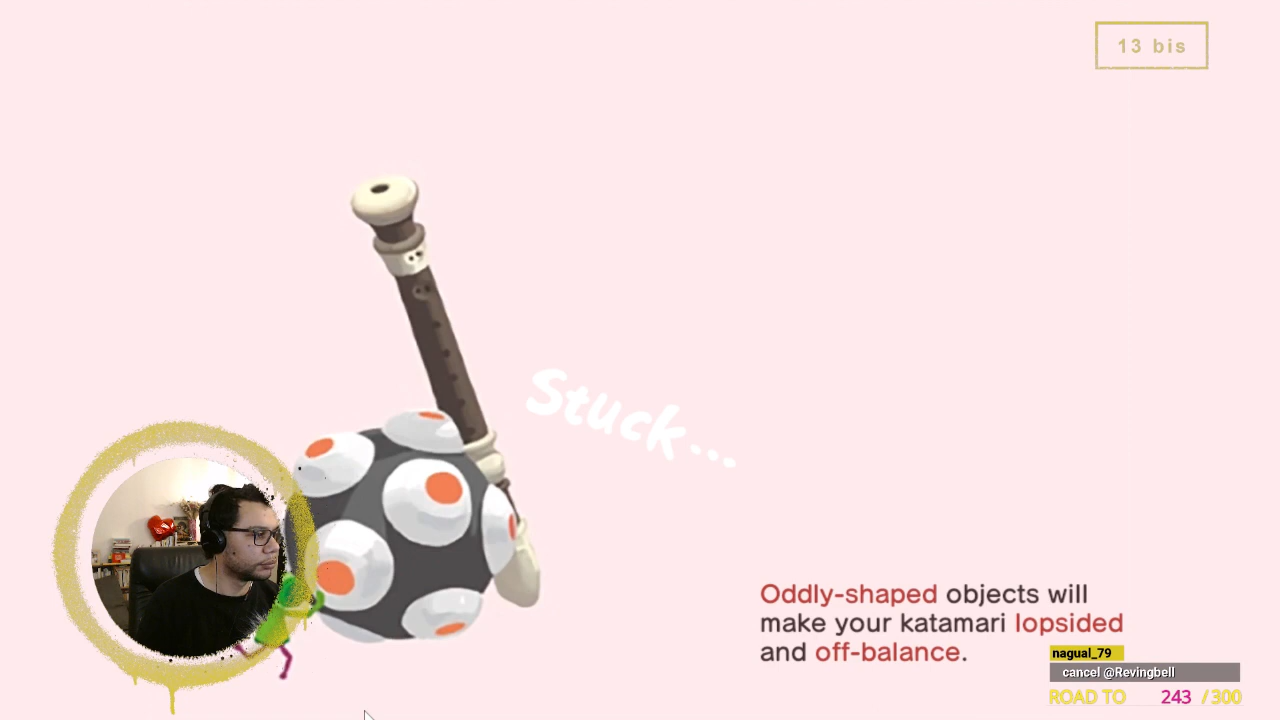 13 bis
Stuck...
Oddly-shaped objects will
make your katamari lopsided
and off-balance.
nagual_79
cancel @Revingbell
ROAD TO 243 / 300